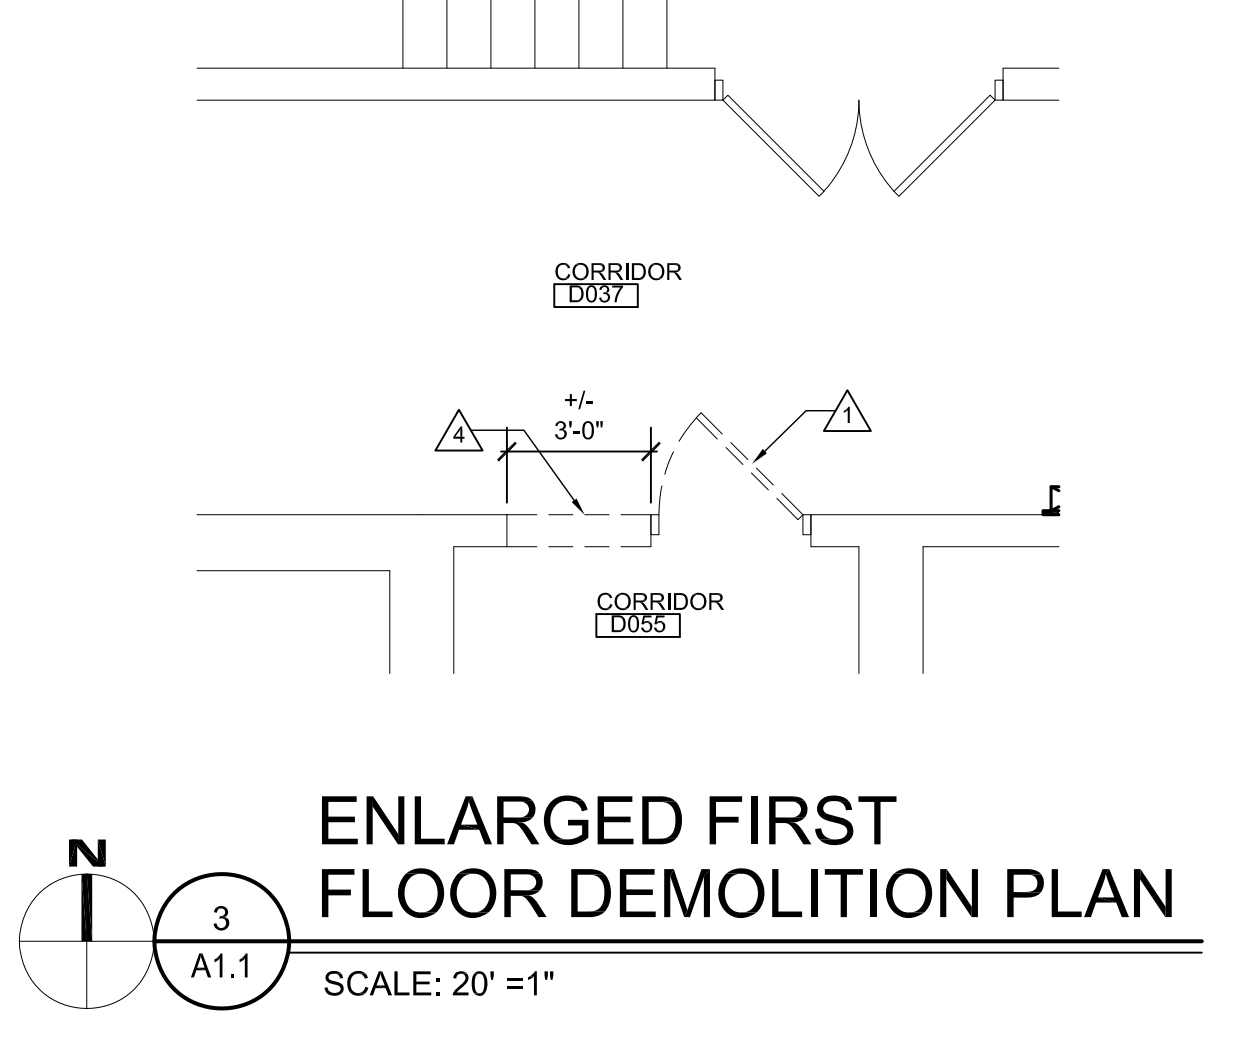 CORRIDOR
D037
+/-
3'-0"
4
1
CORRIDOR
D055
ENLARGED FIRST
FLOOR DEMOLITION PLAN
N
3
A1.1
SCALE: 20' =1"